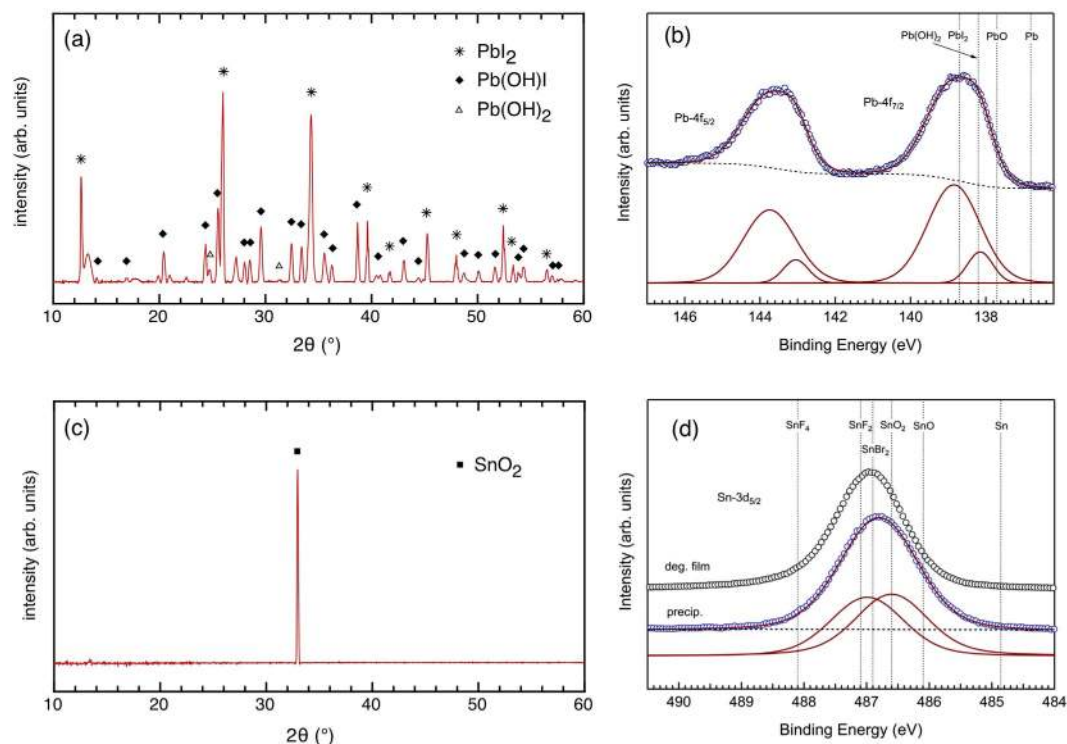 (a)
PbI2
Pb(OH)I
Pb(OH)2
intensity (arb. units)
10 20 30 40 50 60
2θ (°)
(b)
Pb(OH)2 PbI2 PbO Pb
Pb-4f5/2
Pb-4f7/2
Intensity (arb. units)
146 144 142 140 138
Binding Energy (eV)
(c)
SnO2
intensity (arb. units)
10 20 30 40 50 60
2θ (°)
(d)
SnF4 SnF2 SnO2 SnO Sn
SnBr2
Sn-3d5/2
deg. film
precip.
Intensity (arb. units)
490 489 488 487 486 485 484
Binding Energy (eV)